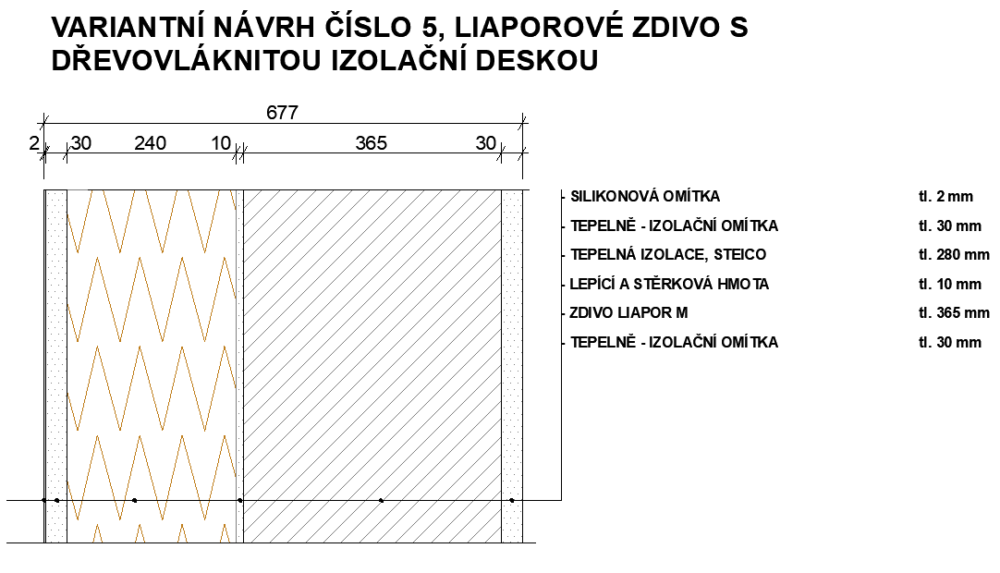 VARIANTNÍ NÁVRH ČÍSLO 5, LIAPOROVÉ ZDIVO S
DŘEVOVLÁKNITOU IZOLAČNÍ DESKOU
677
2 30 240 10 365 30
SILIKONOVÁ OMÍTKA tl. 2 mm
TEPELNĚ - IZOLAČNÍ OMÍTKA tl. 30 mm
TEPELNÁ IZOLACE, STEICO tl. 280 mm
LEPÍCÍ A STĚRKOVÁ HMOTA tl. 10 mm
ZDIVO LIAPOR M tl. 365 mm
TEPELNĚ - IZOLAČNÍ OMÍTKA tl. 30 mm